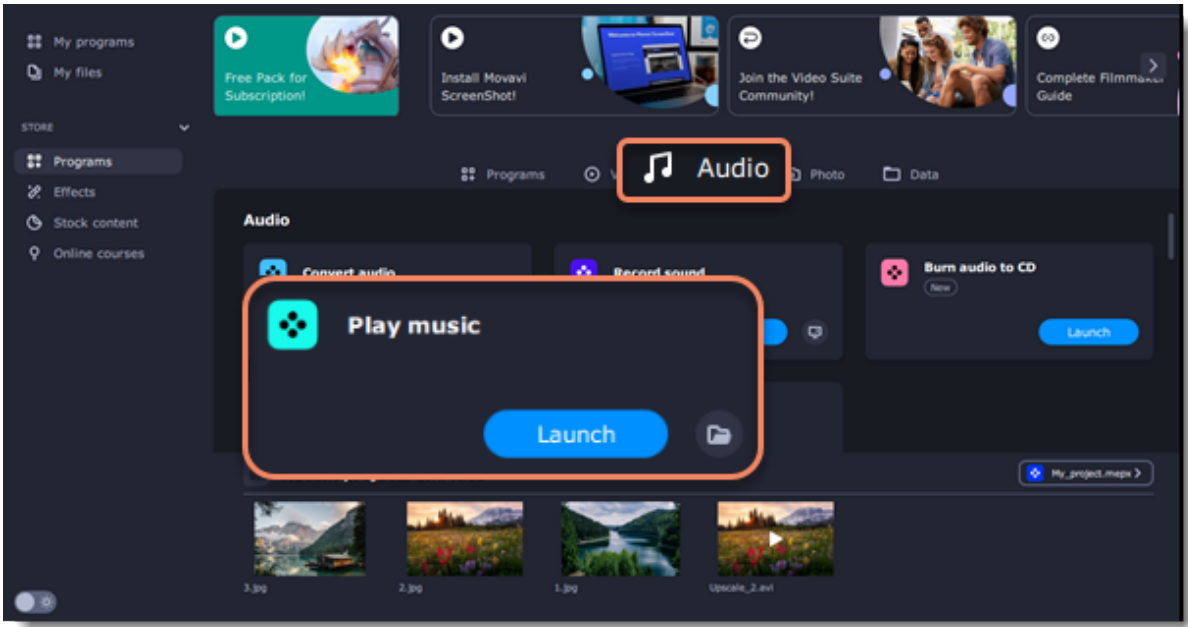 My programs
My files
STORE
Programs
Effects
Stock content
Online courses
Free Pack for
Subscription!
Install Movavi
ScreenShot!
Join the Video Suite
Community!
Complete Filmmaker
Guide
Programs
V
Audio
Photo
Data
Audio
Convert audio
Record sound
Burn audio to CD
New
Launch
Play music
Launch
My_project.mepx
3.jpg
2.jpg
1.jpg
Upscale_2.avi